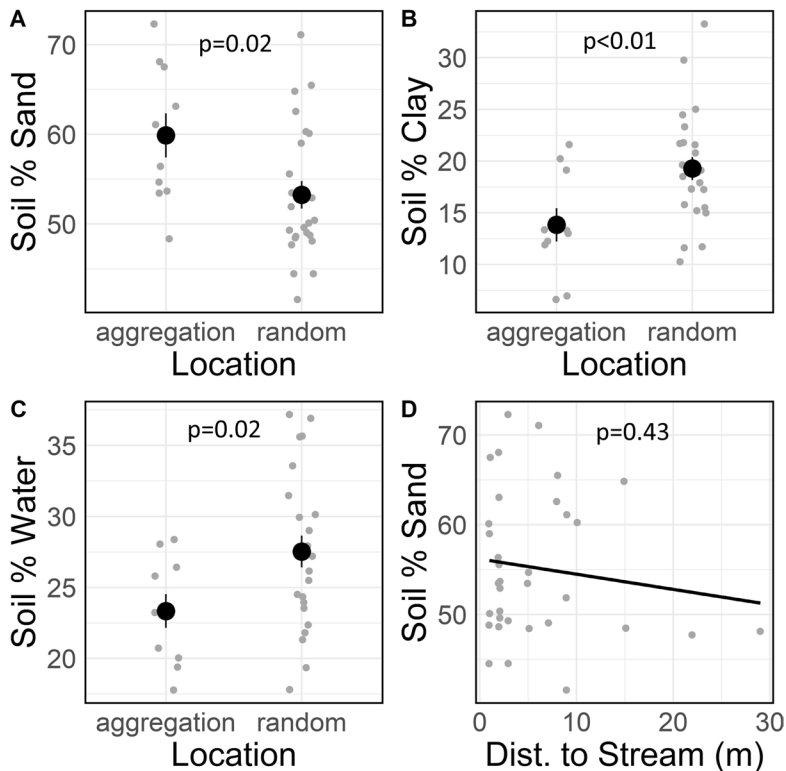 A
p=0.02
70
60
50
Soil % Sand
aggregation random
Location
B
p<0.01
30
25
20
15
10
Soil % Clay
aggregation random
Location
C
p=0.02
35
30
25
20
Soil % Water
aggregation random
Location
D
p=0.43
70
60
50
Soil % Sand
0 10 20 30
Dist. to Stream (m)